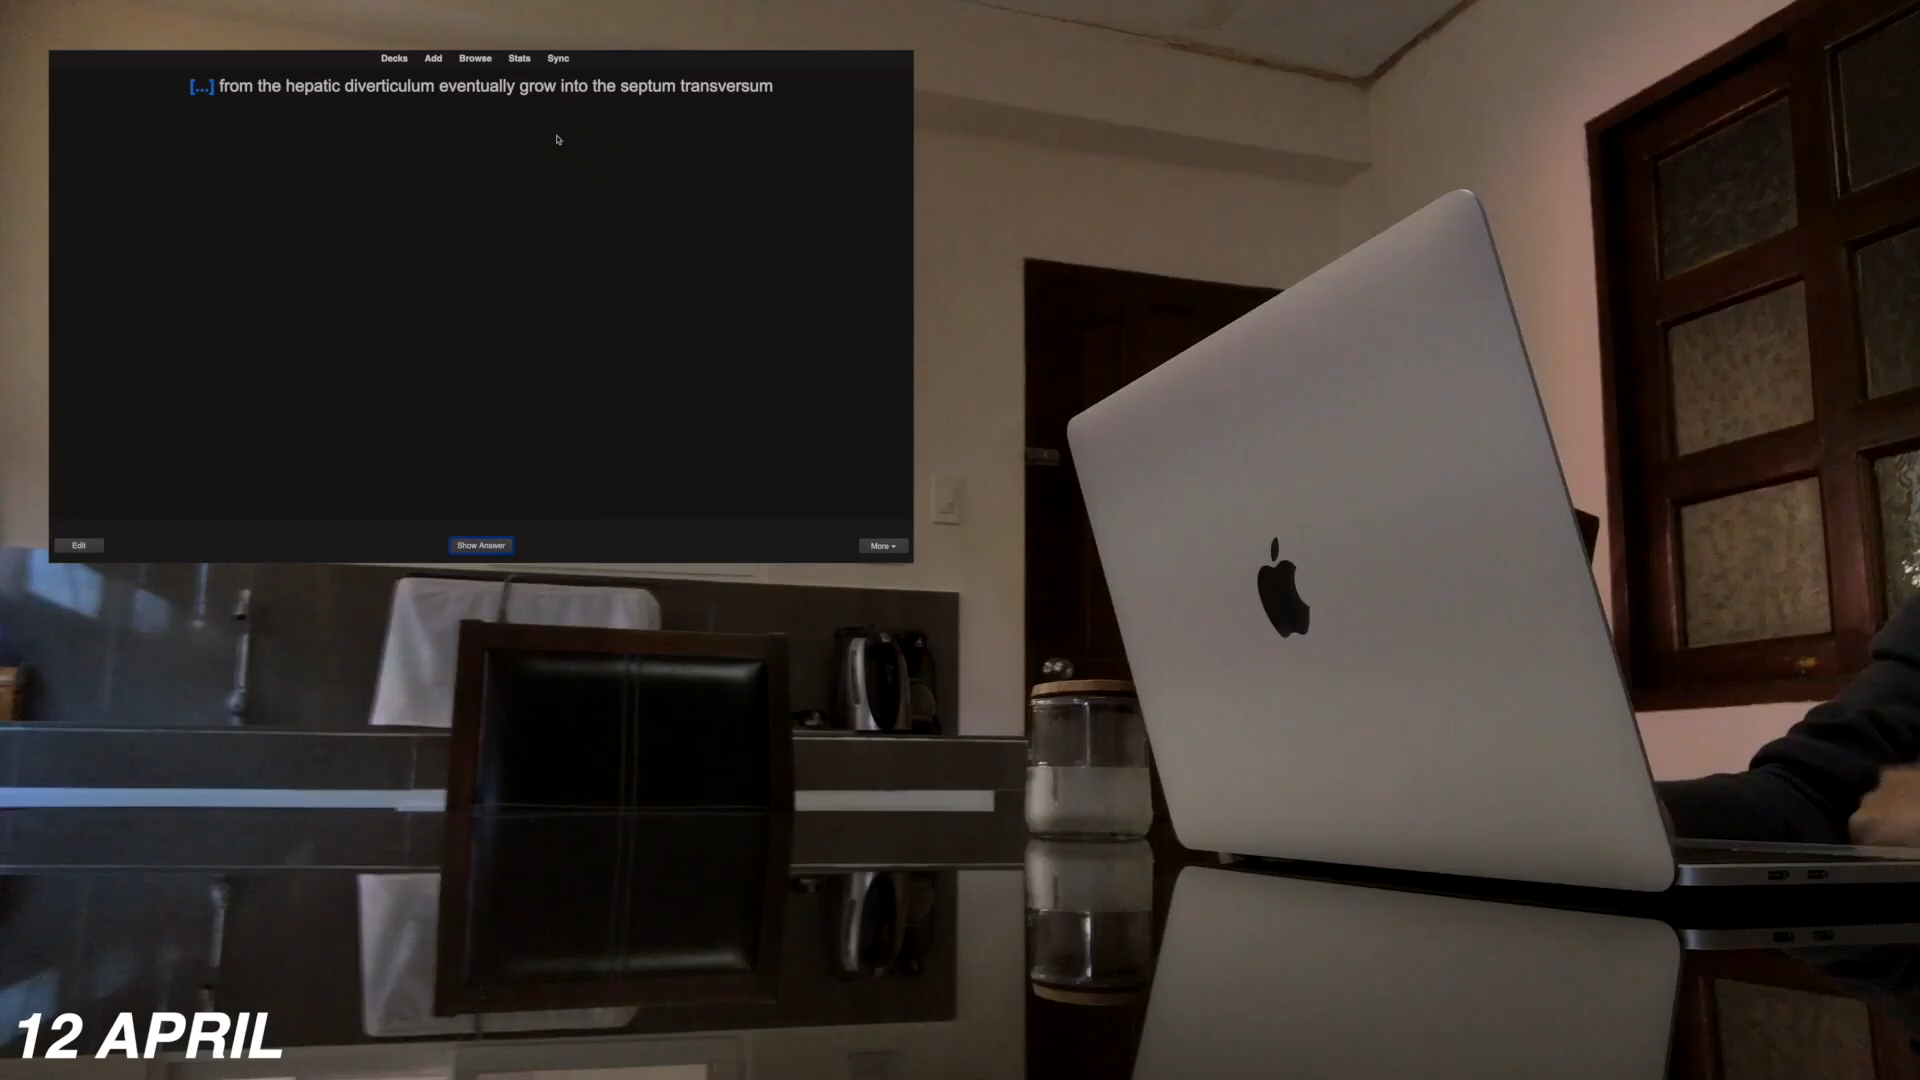 Decks Add Browse Stats Sync
[...] from the hepatic diverticulum eventually grow into the septum transversum
Edit Show Answer More
12 APRIL